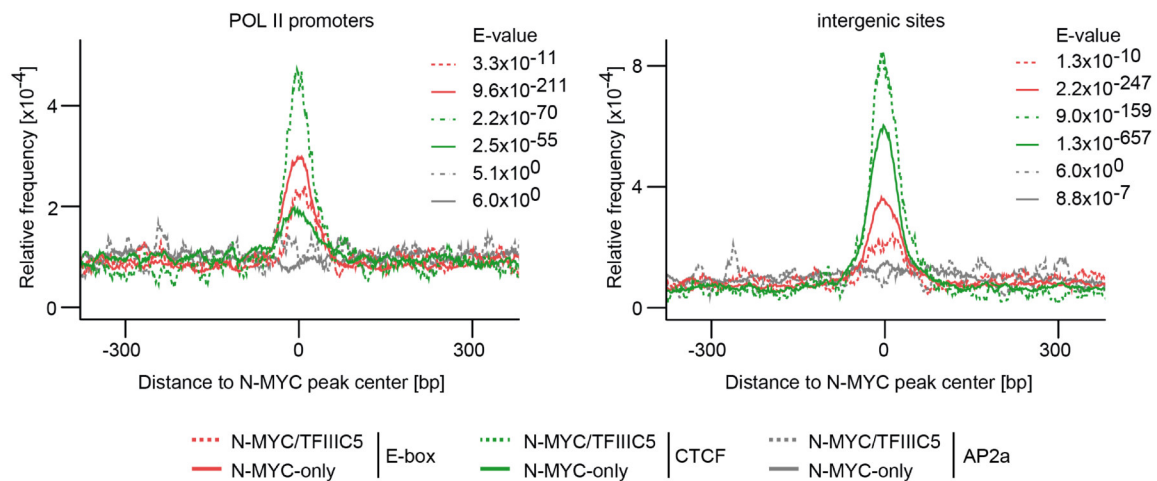 POL II promoters
E-value
3.3x10-11
9.6x10-211
2.2x10-70
2.5x10-55
5.1x100
6.0x100
Relative frequency [x10-4]
4
2
0
-300
0
300
Distance to N-MYC peak center [bp]
intergenic sites
E-value
1.3x10-10
2.2x10-247
9.0x10-159
1.3x10-657
6.0x100
8.8x10-7
Relative frequency [x10-4]
8
4
0
-300
0
300
Distance to N-MYC peak center [bp]
N-MYC/TFIIIC5
N-MYC-only
E-box
N-MYC/TFIIIC5
N-MYC-only
CTCF
N-MYC/TFIIIC5
N-MYC-only
AP2a